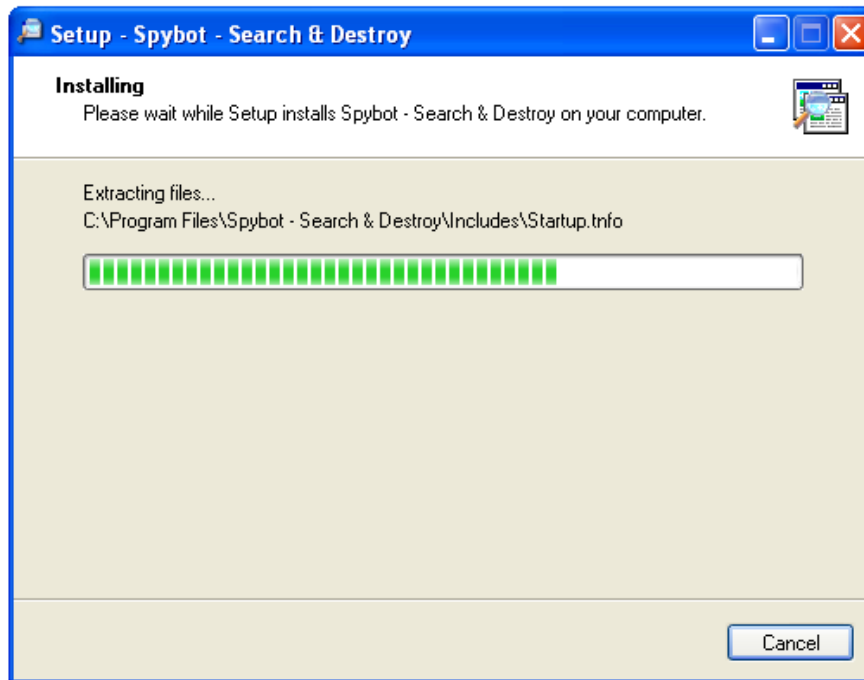 Setup - Spybot - Search & Destroy
Installing
Please wait while Setup installs Spybot - Search & Destroy on your computer.
Extracting files...
C:\Program Files\Spybot - Search & Destroy\Includes\Startup.tnfo
Cancel